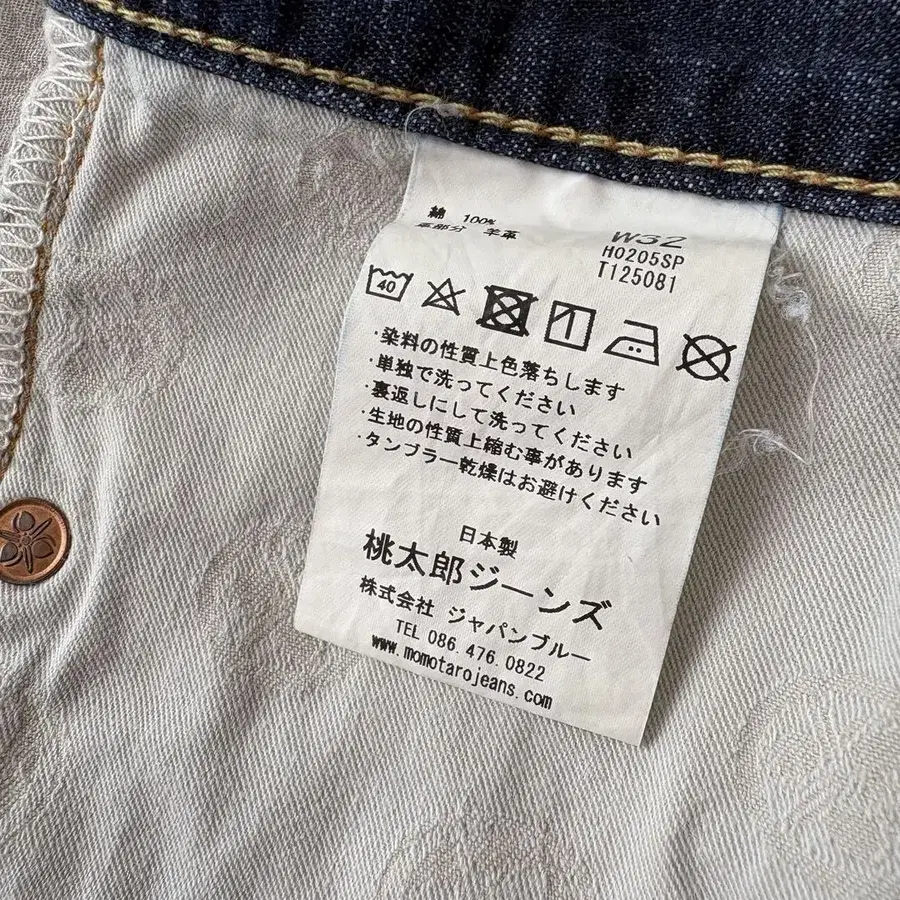 綿 100%
革部分 羊革
W32
H0205SP
T125081
40
・染料の性質上色落ちします
・単独で洗ってください
・裏返しにして洗ってください
・生地の性質上縮む事があります
・タンブラー乾燥はお避けください
日本製
桃太郎ジーンズ
株式会社 ジャパンブルー
TEL 086.476.0822
www.momotarojeans.com